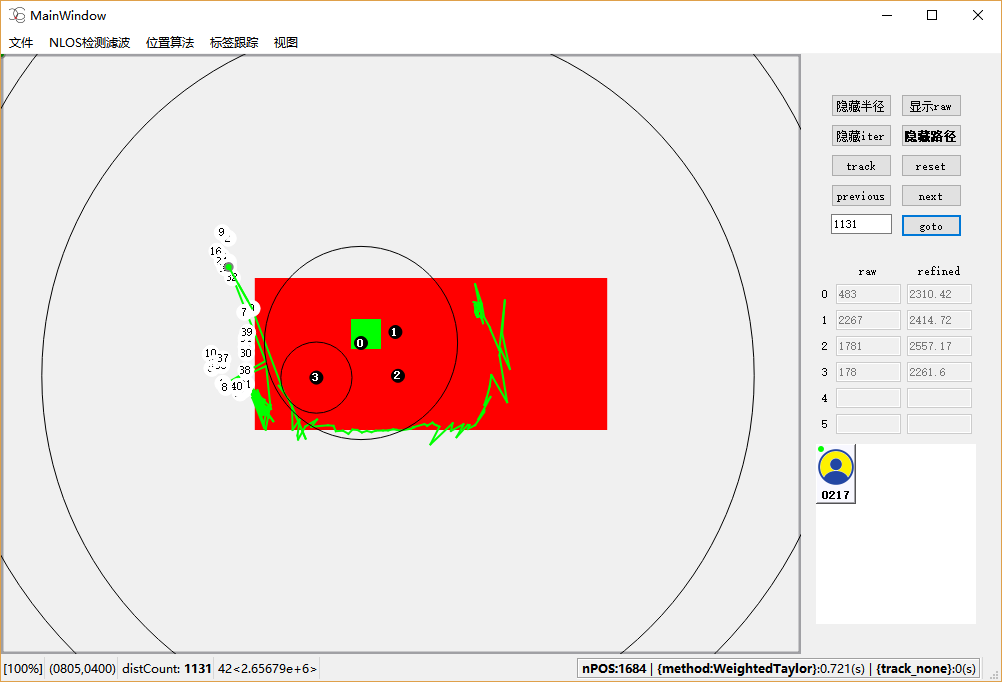 MainWindow
文件 NLOS检测滤波 位置算法 标签跟踪 视图
隐藏半径 显示raw
隐藏iter 隐藏路径
track reset
previous next
1131 goto
raw refined
0 483 2310.42
1 2267 2414.72
2 1781 2557.17
3 178 2261.6
4
5
0217
9
16
32
7
39
30
10 37
38
8 40 1
0
1
2
3
[100%] (0805,0400) distCount: 1131 42<2.65679e+6>
nPOS:1684 | {method:WeightedTaylor}:0.721(s) | {track_none}:0(s)